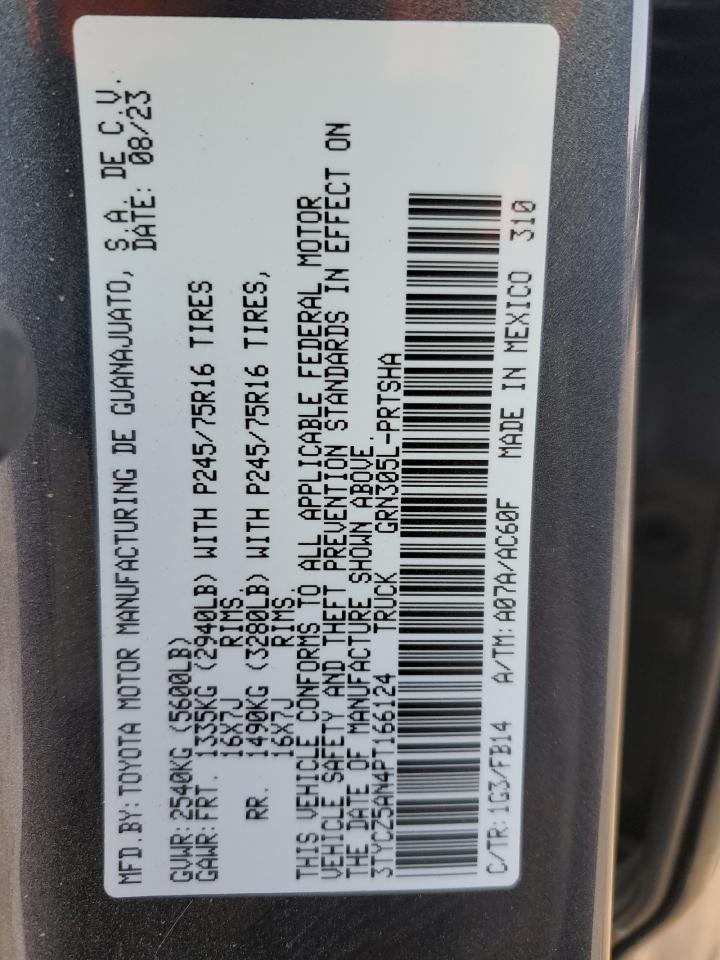 MFD.BY: TOYOTA MOTOR MANUFACTURING DE GUANAJUATO, S.A. DE C.V.
DATE: 08/23
GVWR: 2540KG (5600LB)
GAWR: FRT. 1335KG (2940LB) WITH P245/75R16 TIRES
16X7J RIMS.
RR. 1490KG (3280LB) WITH P245/75R16 TIRES,
16X7J RIMS.
THIS VEHICLE CONFORMS TO ALL APPLICABLE FEDERAL MOTOR
VEHICLE SAFETY AND THEFT PREVENTION STANDARDS IN EFFECT ON
THE DATE OF MANUFACTURE SHOWN ABOVE.
3TYCZ5AN4PT166124 TRUCK GRN305L-PRTSHA
C/TR: 1G3/FB14 A/TM: A07A/AC60F MADE IN MEXICO 310